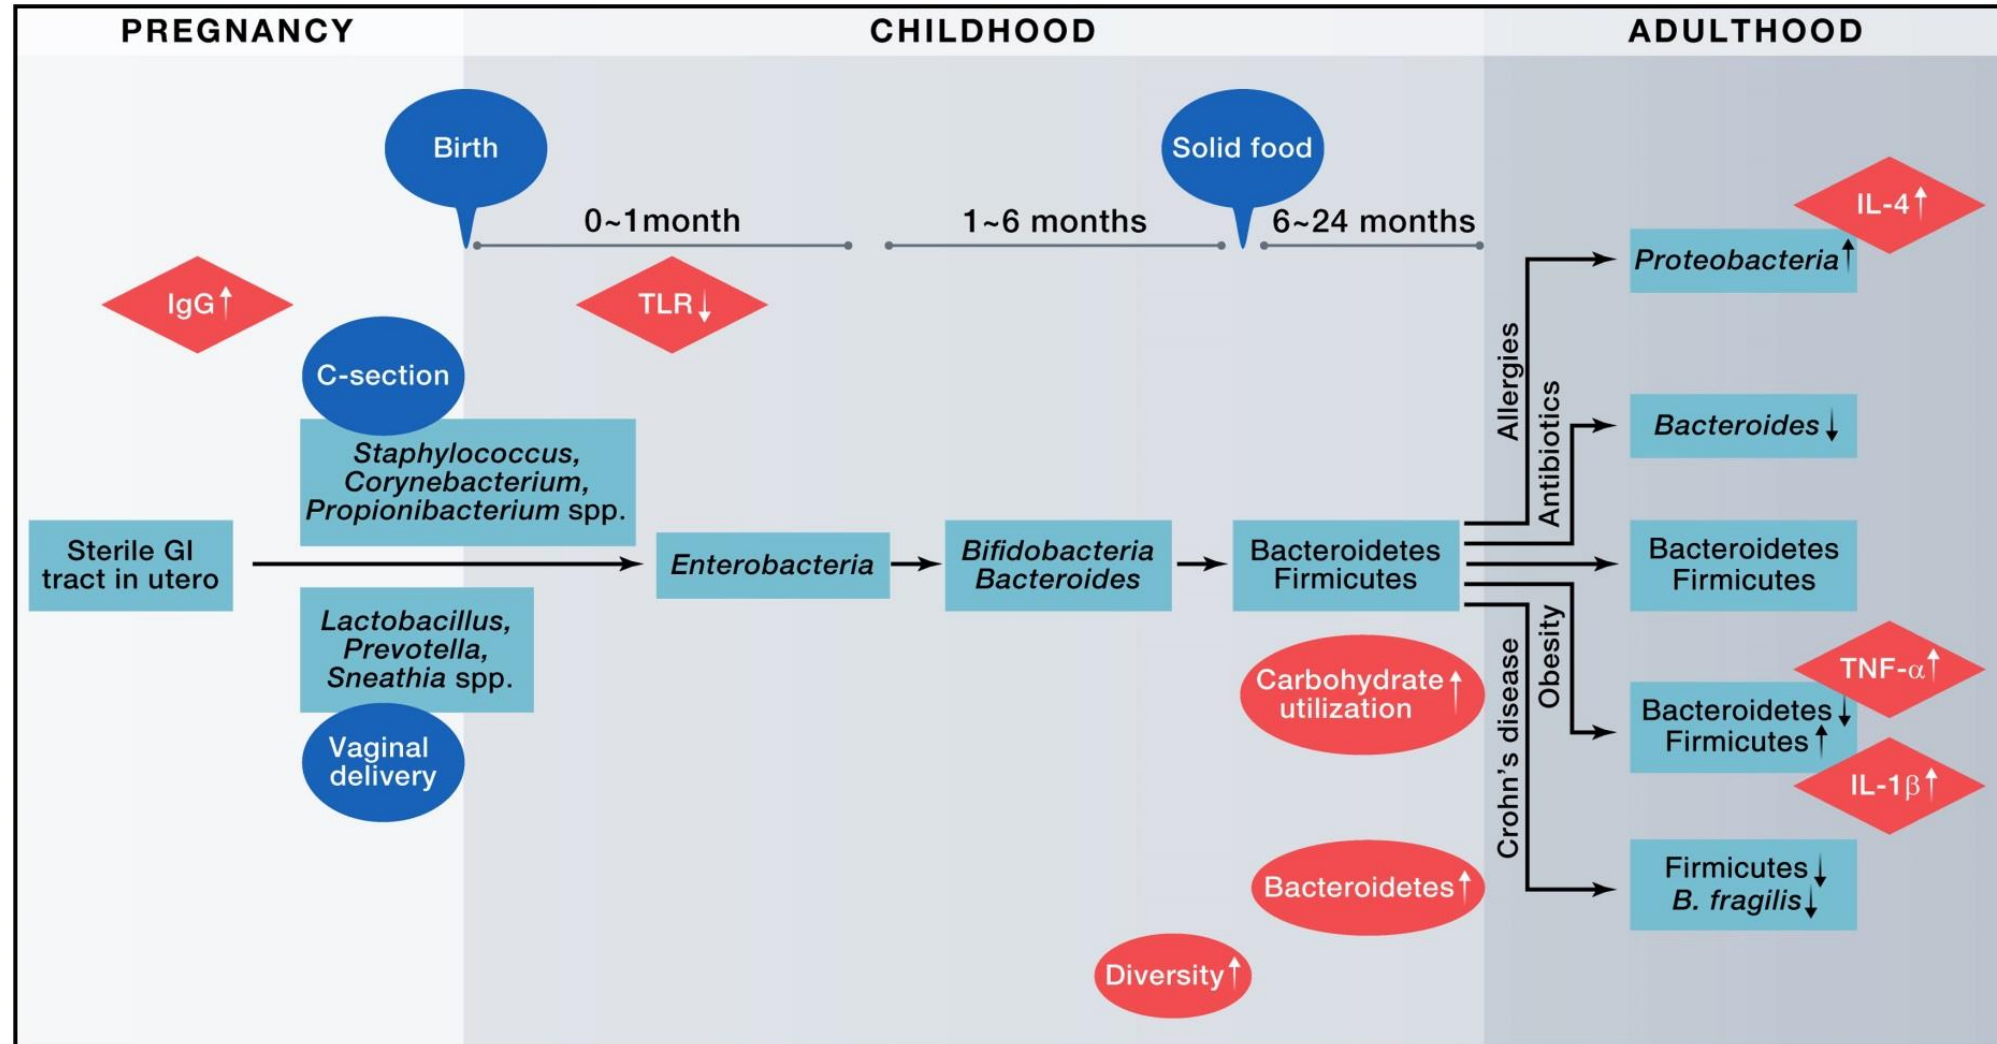 PREGNANCY
CHILDHOOD
ADULTHOOD
Birth
Solid food
0~1month
1~6 months
6~24 months
IgG↑
TLR↓
C-section
Staphylococcus,
Corynebacterium,
Propionibacterium spp.
Sterile GI
tract in utero
Lactobacillus,
Prevotella,
Sneathia spp.
Vaginal
delivery
Enterobacteria
Bifidobacteria
Bacteroides
Bacteroidetes
Firmicutes
Carbohydrate↑
utilization
Bacteroidetes↑
Diversity↑
Allergies
Antibiotics
Obesity
Crohn's disease
IL-4↑
Proteobacteria↑
Bacteroides↓
Bacteroidetes
Firmicutes
TNF-α↑
Bacteroidetes↓
Firmicutes↑
IL-1β↑
Firmicutes↓
B. fragilis↓